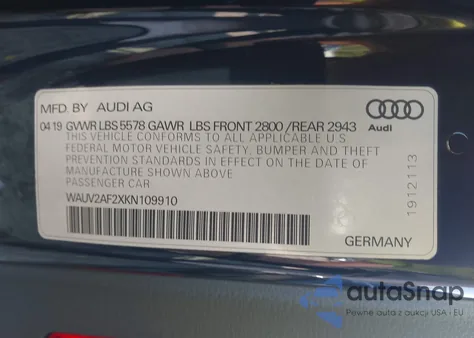 MFD. BY AUDI AG
04 19 GVWR LBS 5578 GAWR LBS FRONT 2800 /REAR 2943
THIS VEHICLE CONFORMS TO ALL APPLICABLE U.S
FEDERAL MOTOR VEHICLE SAFETY, BUMPER AND THEFT
PREVENTION STANDARDS IN EFFECT ON THE DATE OF
MANUFACTURE SHOWN ABOVE
PASSENGER CAR
WAUV2AF2XKN109910
Audi
1912113
GERMANY
autoSnap
Pewne auta z aukcji USA · EU